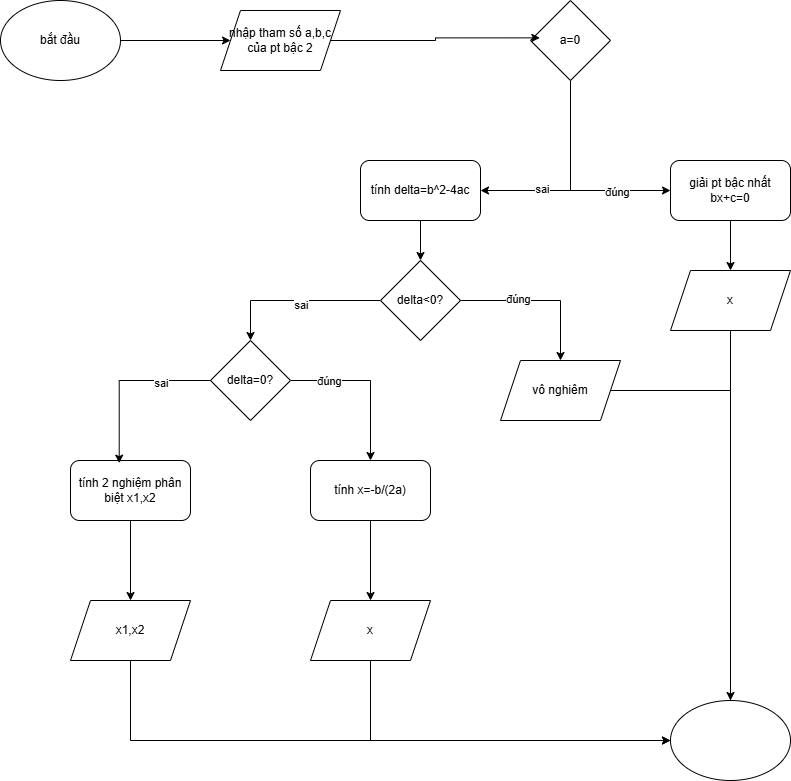 bắt đầu
nhập tham số a,b,c
của pt bậc 2
a=0
tính delta=b^2-4ac
sai
đúng
giải pt bậc nhất
bx+c=0
delta<0?
sai
đúng
x
delta=0?
sai
đúng
vô nghiêm
tính 2 nghiệm phân
biệt x1,x2
tính x=-b/(2a)
x1,x2
x